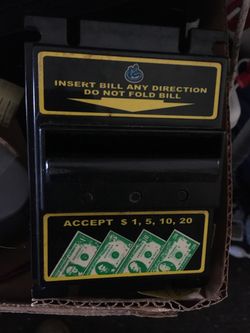 INSERT BILL ANY DIRECTION
DO NOT FOLD BILL
ACCEPT $ 1, 5, 10, 20